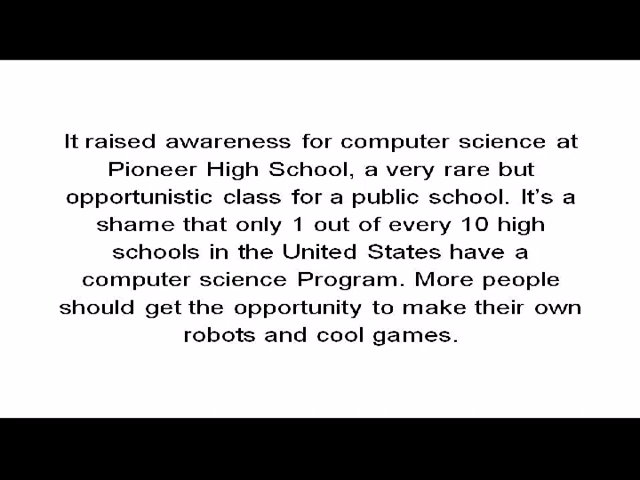 It raised awareness for computer science at
Pioneer High School, a very rare but
opportunistic class for a public school. It's a
shame that only 1 out of every 10 high
schools in the United States have a
computer science Program. More people
should get the opportunity to make their own
robots and cool games.